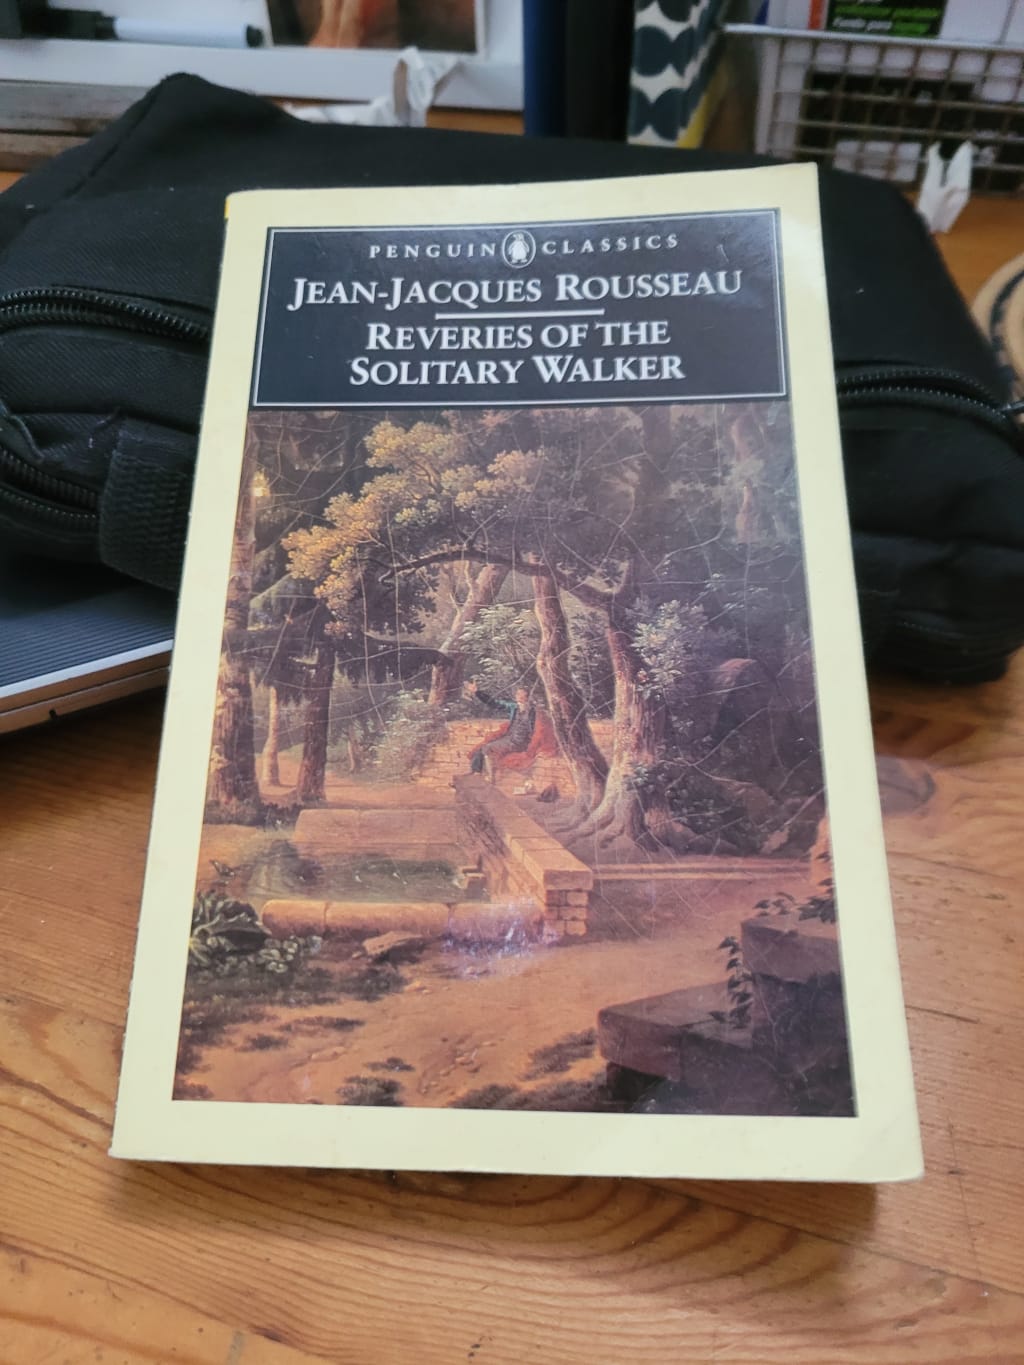 PENGUIN CLASSICS
JEAN-JACQUES ROUSSEAU
REVERIES OF THE
SOLITARY WALKER